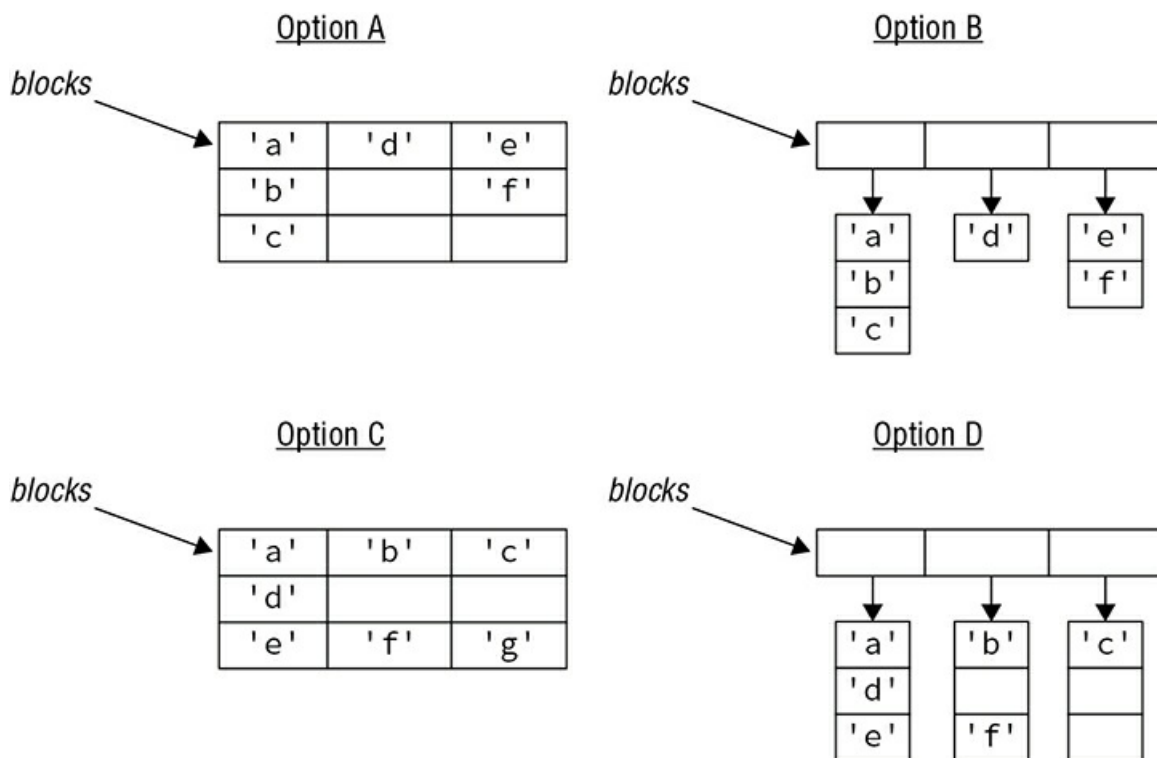 Option A
blocks
'a' 'd' 'e'
'b' 'f'
'c'
Option B
blocks
'a' 'd' 'e'
'b' 'f'
'c'
Option C
blocks
'a' 'b' 'c'
'd'
'e' 'f' 'g'
Option D
blocks
'a' 'b' 'c'
'd'
'e' 'f'